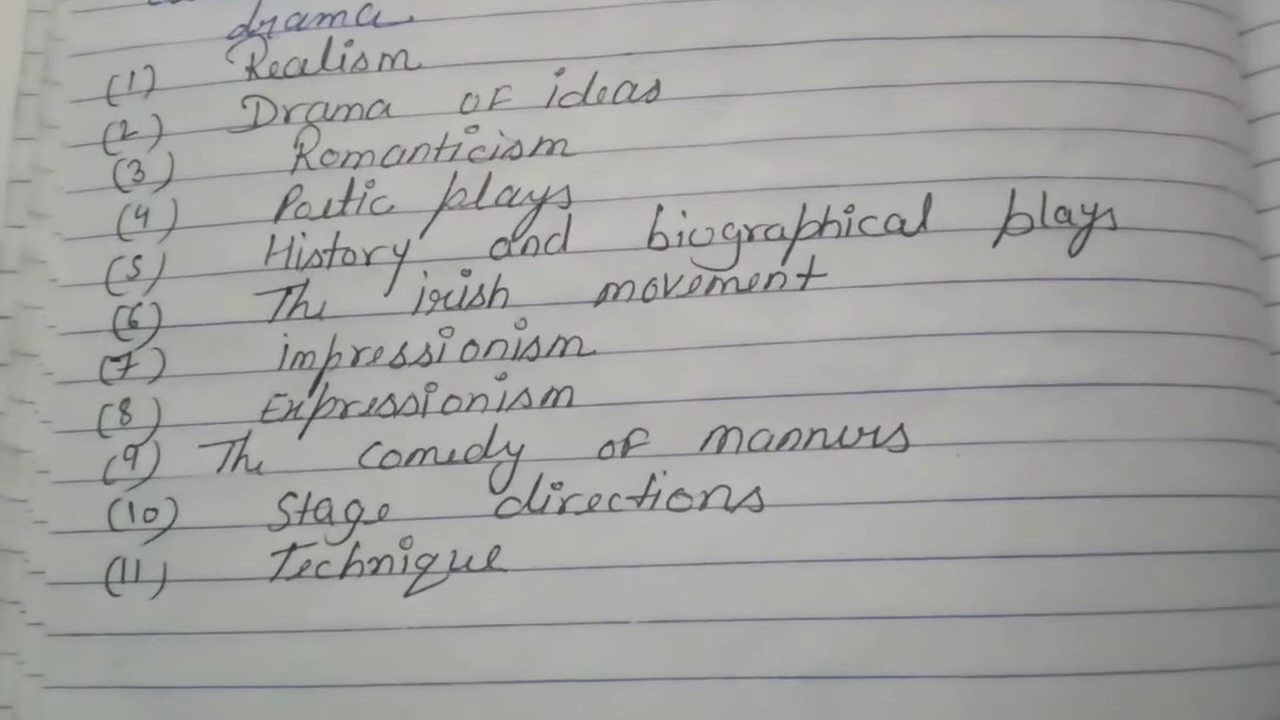 drama.
(1) Realism
(2) Drama of ideas
(3) Romanticism
(4) Poetic plays
(5) History and biographical plays
(6) The irish movement
(7) impressionism
(8) Expressionism
(9) The comedy of manners
(10) Stage directions
(11) Technique